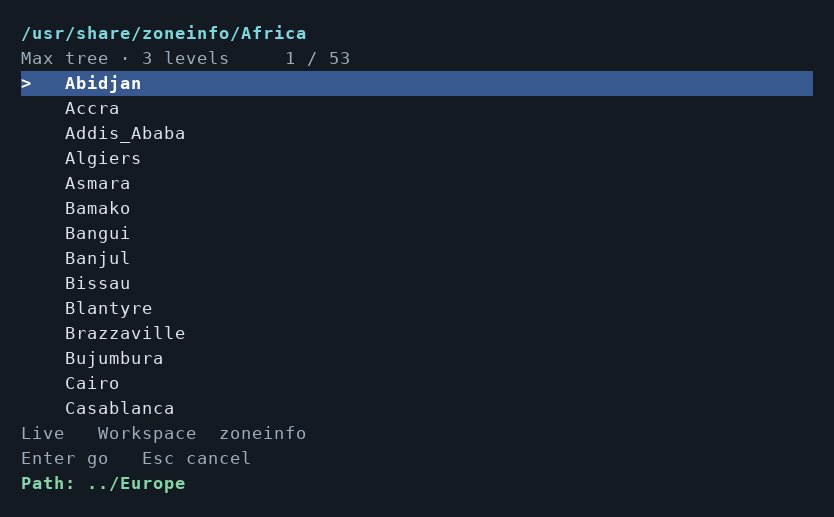 /usr/share/zoneinfo/Africa
Max tree · 3 levels     1 / 53
>   Abidjan
    Accra
    Addis_Ababa
    Algiers
    Asmara
    Bamako
    Bangui
    Banjul
    Bissau
    Blantyre
    Brazzaville
    Bujumbura
    Cairo
    Casablanca
Live   Workspace  zoneinfo
Enter go   Esc cancel
Path: ../Europe